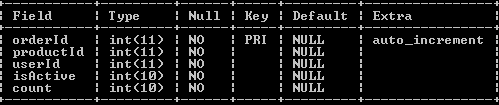 Field | Type | Null | Key | Default | Extra
orderId | int(11) | NO | PRI | NULL | auto_increment
productId | int(11) | NO | | NULL |
userId | int(11) | NO | | NULL |
isActive | int(10) | NO | | NULL |
count | int(10) | NO | | NULL |